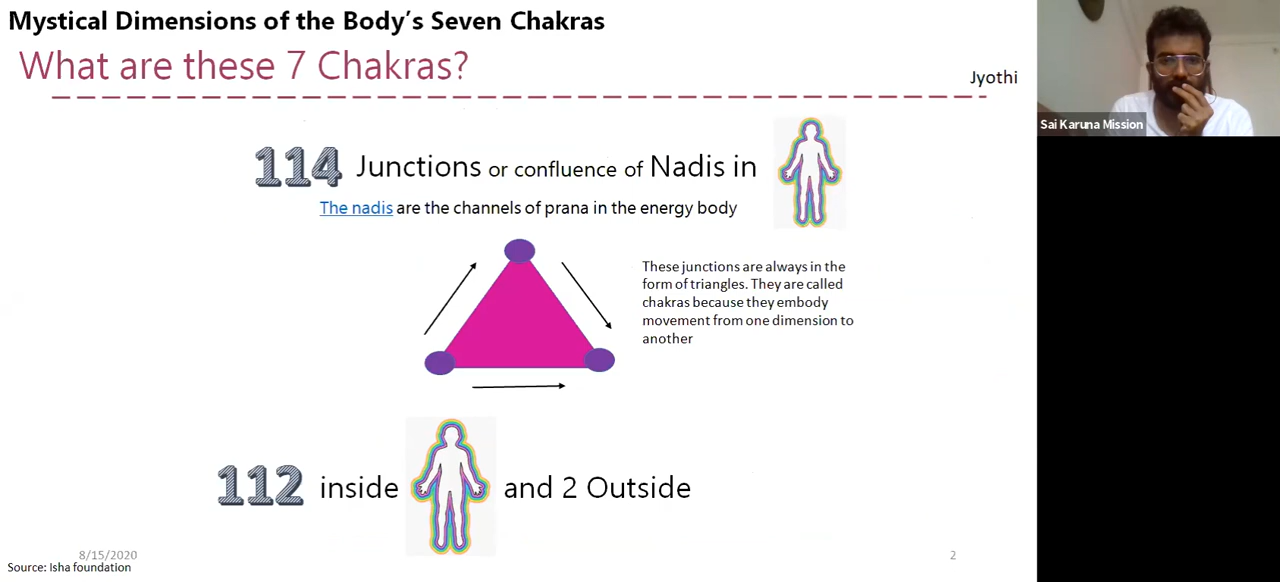 Mystical Dimensions of the Body’s Seven Chakras
What are these 7 Chakras?
Jyothi
Sai Karuna Mission
114 Junctions or confluence of Nadis in
The nadis are the channels of prana in the energy body
These junctions are always in the
form of triangles. They are called
chakras because they embody
movement from one dimension to
another
112 inside and 2 Outside
8/15/2020
2
Source: Isha foundation